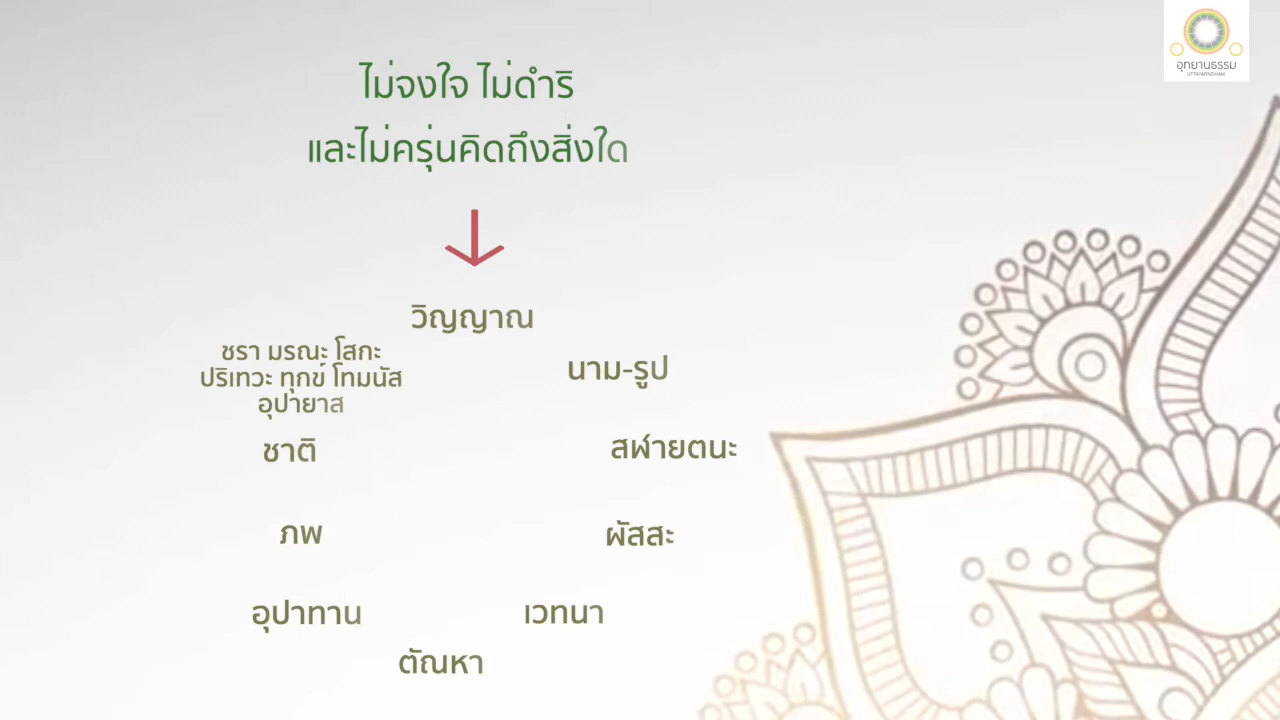 ไม่จงใจ ไม่ดำริ
และไม่ครุ่นคิดถึงสิ่งใด
วิญญาณ
นาม-รูป
สฬายตนะ
ผัสสะ
เวทนา
ตัณหา
อุปาทาน
ภพ
ชาติ
ชรา มรณะ โสกะ
ปริเทวะ ทุกข์ โทมนัส
อุปายาส
อุทยานธรรม
UTTAYARNDHAM